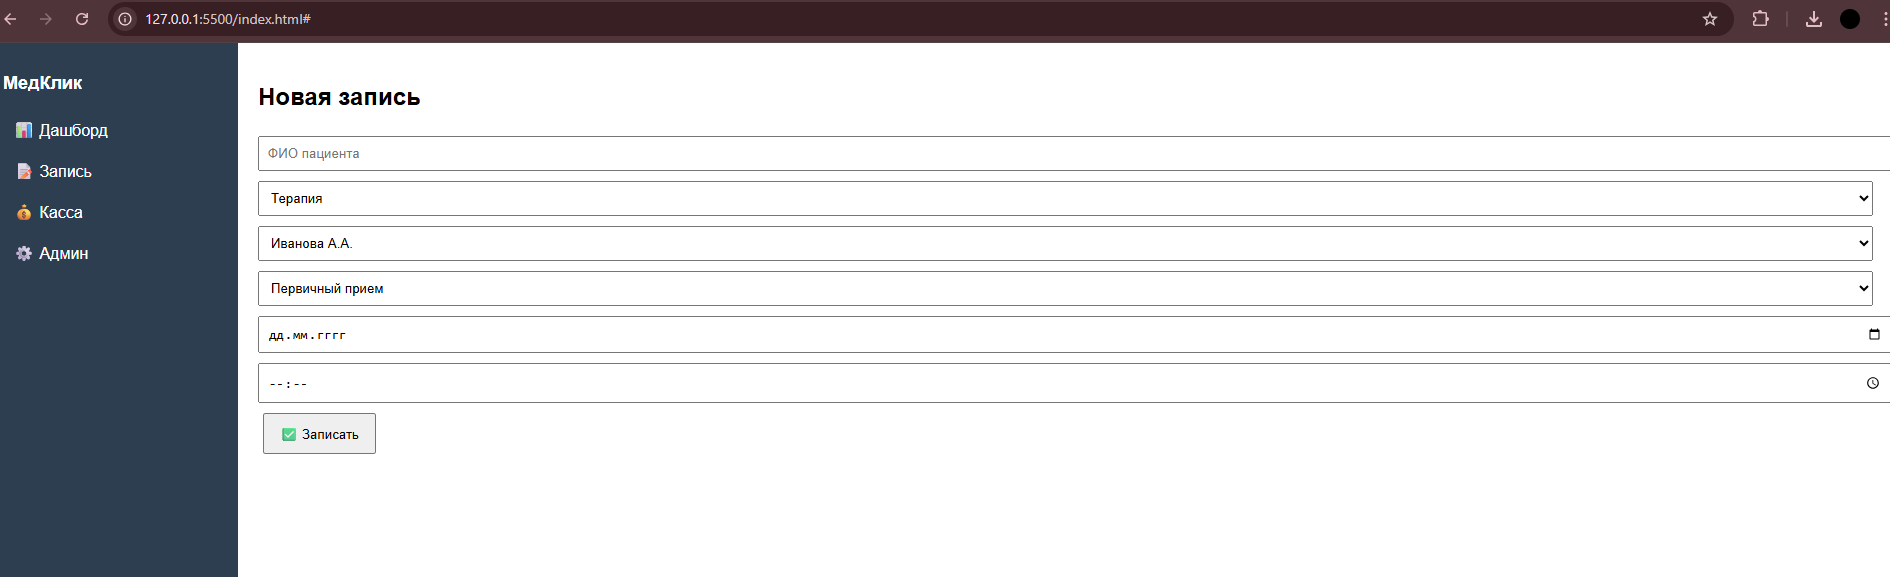 127.0.0.1:5500/index.html#
МедКлик
Дашборд
Запись
Касса
Админ
Новая запись
ФИО пациента
Терапия
Иванова А.А.
Первичный прием
дд.мм.гггг
--:--
Записать